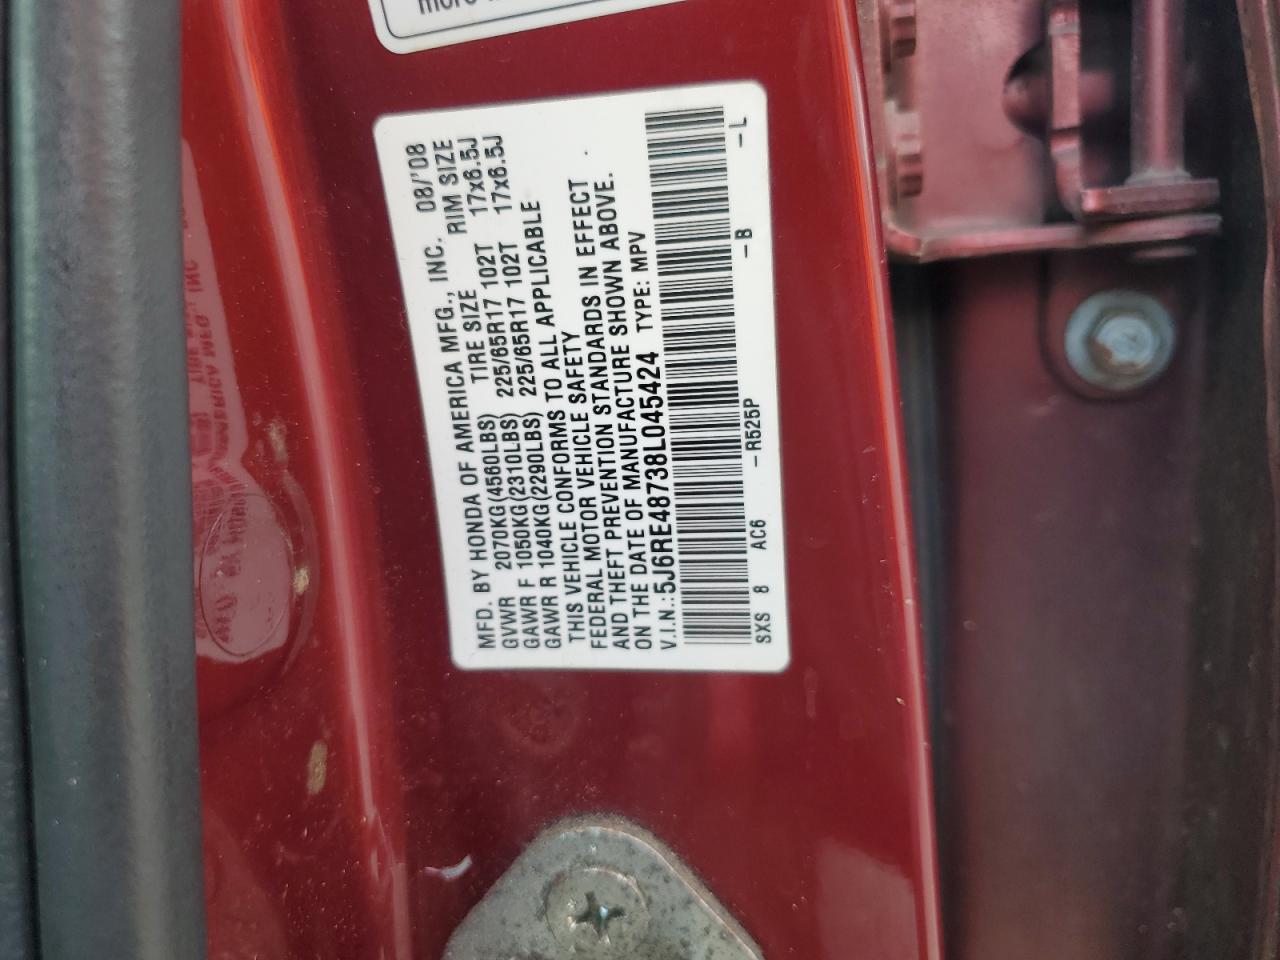 MFD. BY HONDA OF AMERICA MFG., INC. 08/'08
GVWR 2070KG(4560LBS) TIRE SIZE RIM SIZE
GAWR F 1050KG(2310LBS) 225/65R17 102T 17x6.5J
GAWR R 1040KG(2290LBS) 225/65R17 102T 17x6.5J
THIS VEHICLE CONFORMS TO ALL APPLICABLE
FEDERAL MOTOR VEHICLE SAFETY
AND THEFT PREVENTION STANDARDS IN EFFECT
ON THE DATE OF MANUFACTURE SHOWN ABOVE.
V.I.N.:5J6RE48738L045424 TYPE: MPV
SXS 8 AC6 -R525P -B -L